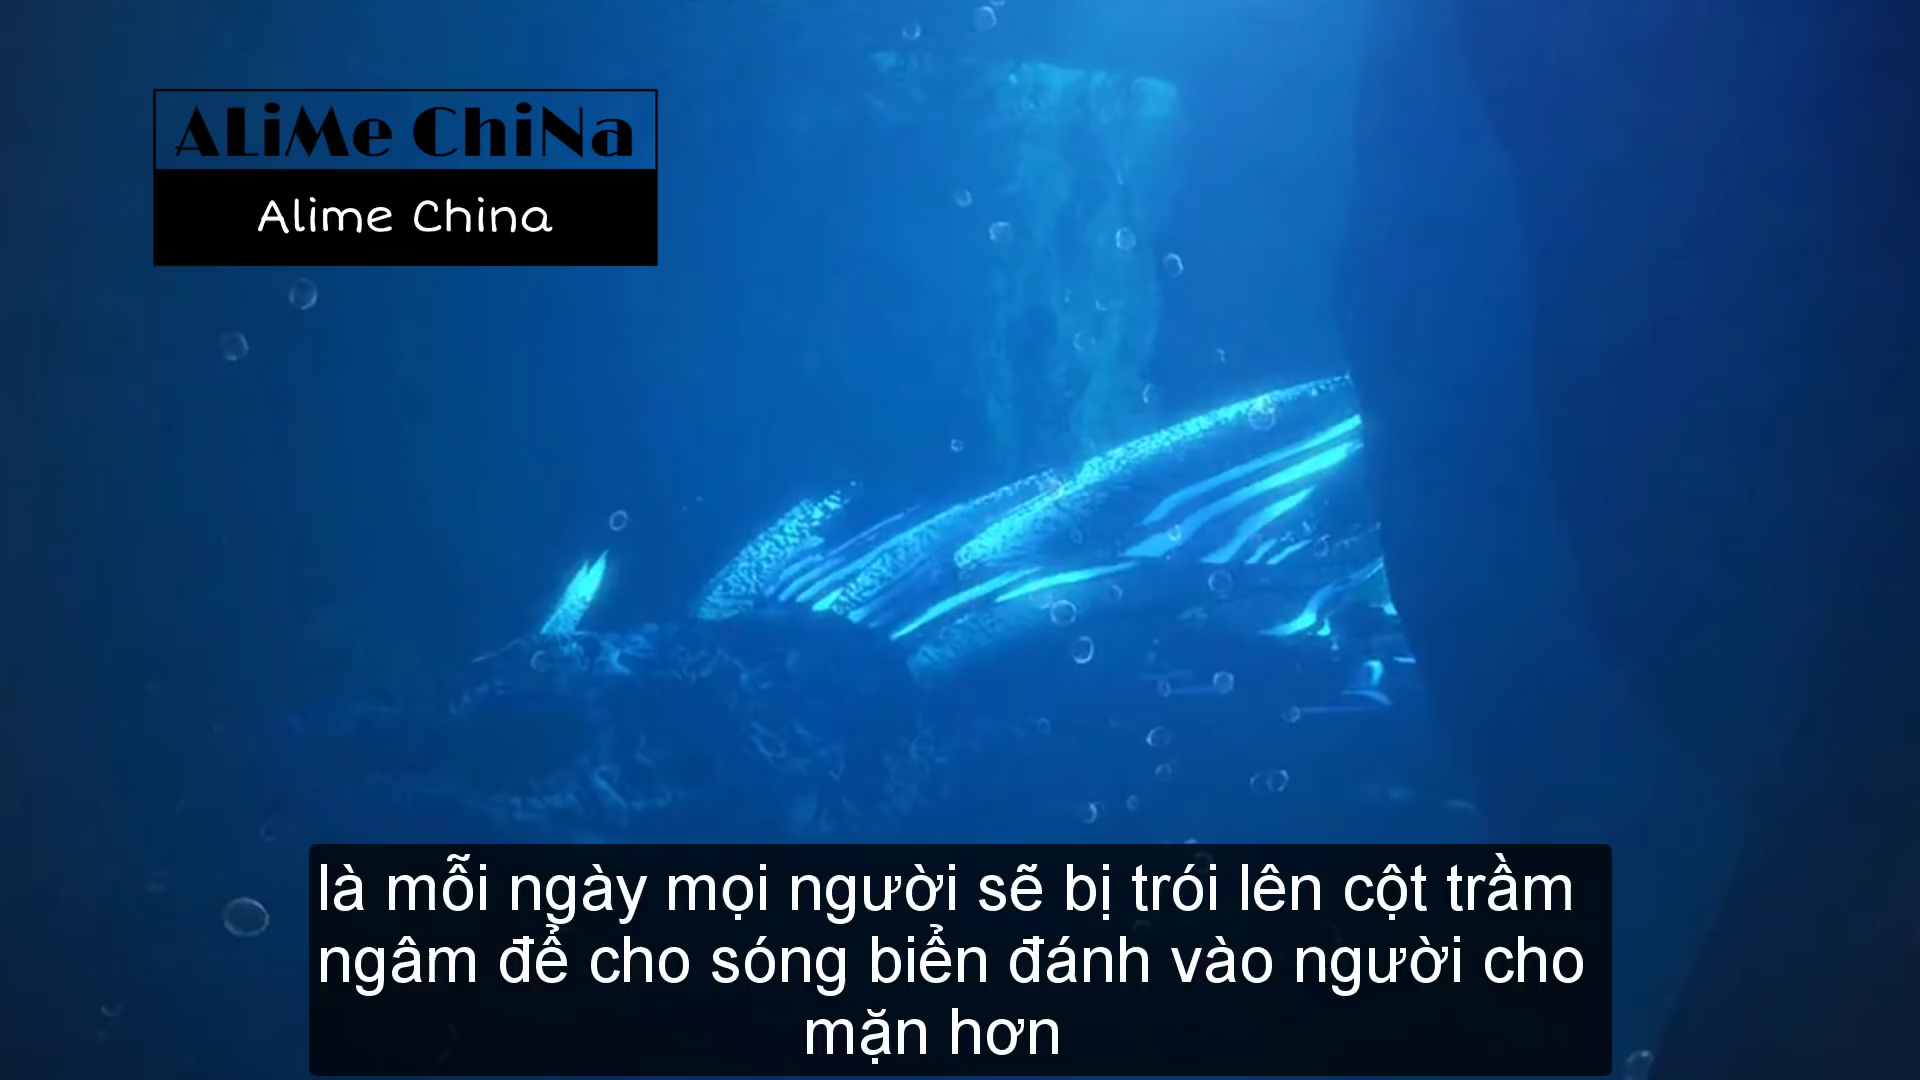 ALiMe ChiNa
Alime China
là mỗi ngày mọi người sẽ bị trói lên cột trầm
ngâm để cho sóng biển đánh vào người cho
mặn hơn